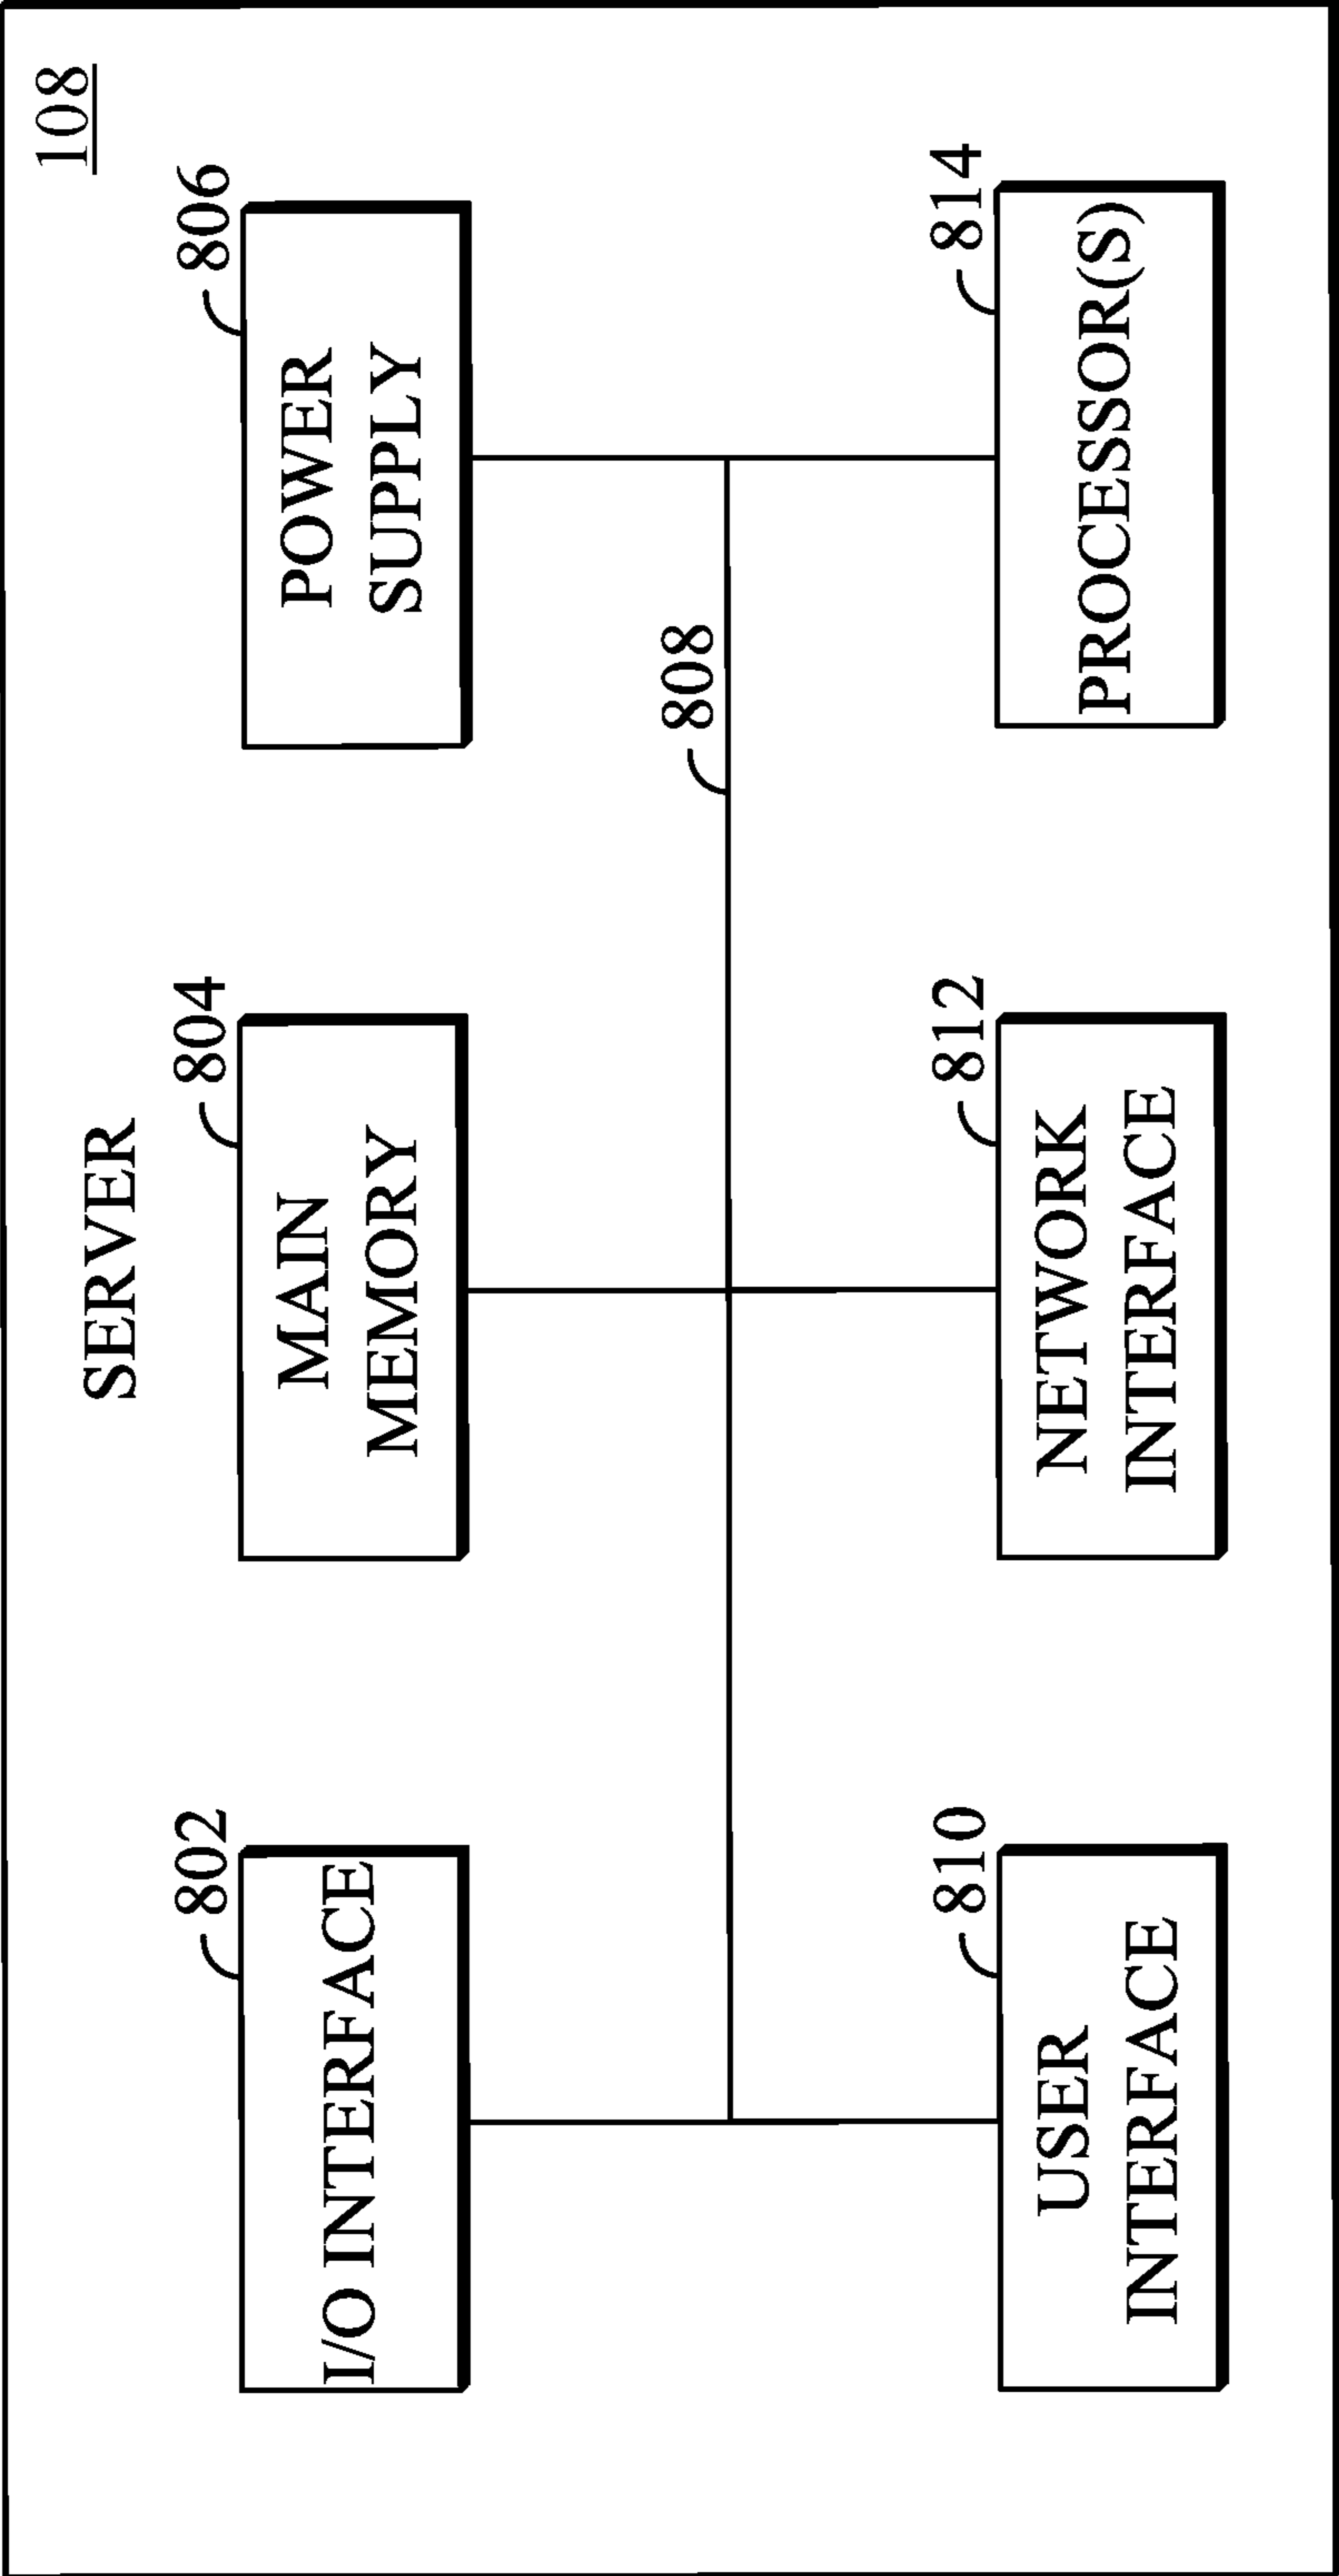 108
SERVER
802
804
806
I/O INTERFACE
MAIN
MEMORY
POWER
SUPPLY
808
810
812
814
USER
INTERFACE
NETWORK
INTERFACE
PROCESSOR(S)